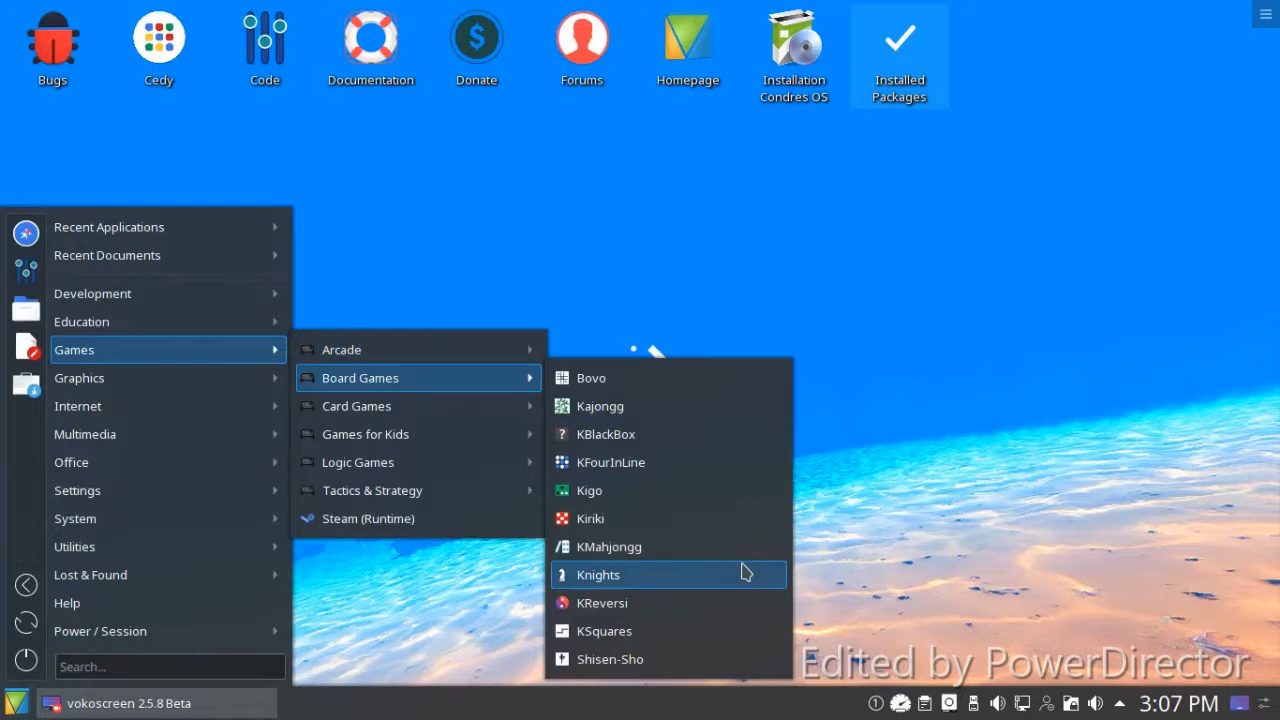 Bugs
Cedy
Code
Documentation
Donate
Forums
Homepage
Installation
Condres OS
Installed
Packages
Recent Applications
Recent Documents
Development
Education
Games
Graphics
Internet
Multimedia
Office
Settings
System
Utilities
Lost & Found
Help
Power / Session
Search...
Arcade
Board Games
Card Games
Games for Kids
Logic Games
Tactics & Strategy
Steam (Runtime)
Bovo
Kajongg
KBlackBox
KFourInLine
Kigo
Kiriki
KMahjongg
Knights
KReversi
KSquares
Shisen-Sho
Edited by PowerDirector
vokoscreen 2.5.8 Beta
3:07 PM